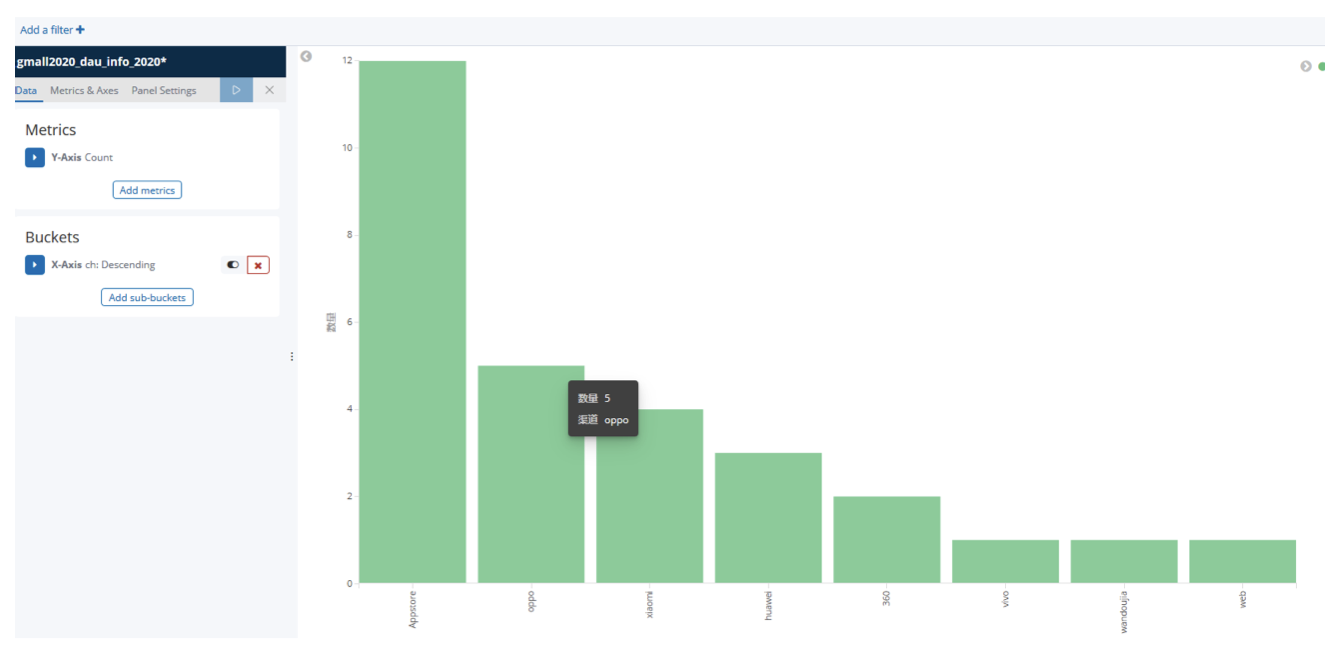 Add a filter +
gmall2020_dau_info_2020*
Data Metrics & Axes Panel Settings
Metrics
Y-Axis Count
Add metrics
Buckets
X-Axis ch: Descending
Add sub-buckets
12
10
8
6
4
2
0
数量
数量 5
渠道 oppo
Appstore
oppo
xiaomi
huawei
360
vivo
wandoujia
web